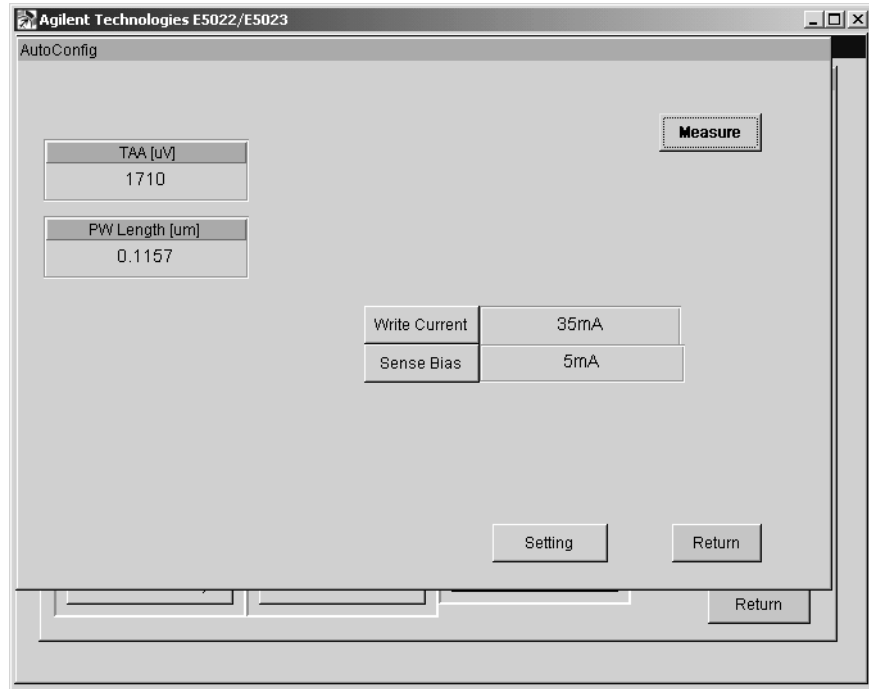 Agilent Technologies E5022/E5023
AutoConfig
Measure
TAA [uV]
1710
PW Length [um]
0.1157
Write Current 35mA
Sense Bias 5mA
Setting Return
Return